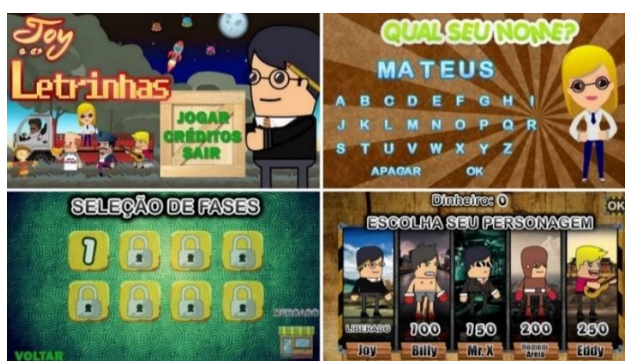 Joy
e as
Letrinhas
JOGAR
CRÉDITOS
SAIR
QUAL SEU NOME?
MATEUS
A B C D E F G H I
J K L M N O P Q R
S T U V W X Y Z
APAGAR OK
SELEÇÃO DE FASES
1
MERCADO
VOLTAR
Dinheiro: 0
OK
ESCOLHA SEU PERSONAGEM
LIBERADO 100 150 200 250
Joy Billy Mr.X Areia Eddy